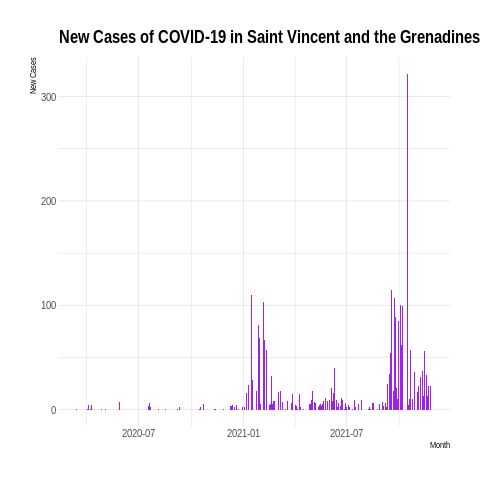 New Cases of COVID-19 in Saint Vincent and the Grenadines
New Cases
300
200
100
0
2020-07 2021-01 2021-07
Month